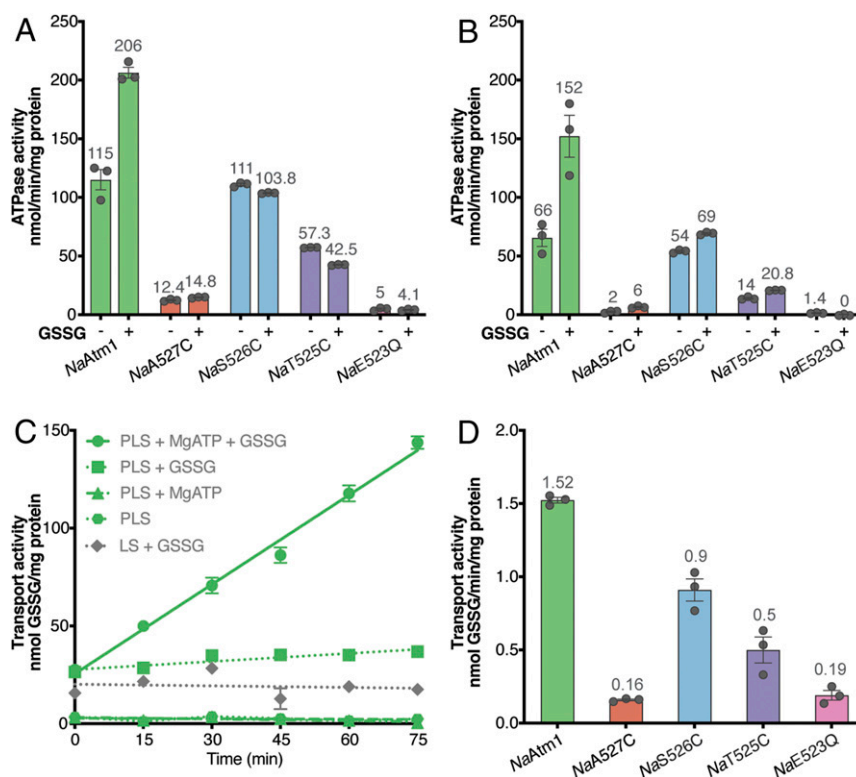 A
ATPase activity
nmol/min/mg protein
250
200
150
100
50
0
115
206
12.4
14.8
111
103.8
57.3
42.5
5
4.1
GSSG
- + - + - + - + - +
NaAtm1
NaA527C
NaS526C
NaT525C
NaE523Q
B
ATPase activity
nmol/min/mg protein
250
200
150
100
50
0
66
152
2
6
54
69
14
20.8
1.4
0
GSSG
- + - + - + - + - +
NaAtm1
NaA527C
NaS526C
NaT525C
NaE523Q
C
Transport activity
nmol GSSG/mg protein
150
100
50
0
PLS + MgATP + GSSG
PLS + GSSG
PLS + MgATP
PLS
LS + GSSG
0 15 30 45 60 75
Time (min)
D
Transport activity
nmol GSSG/min/mg protein
2.0
1.5
1.0
0.5
0.0
1.52
0.16
0.9
0.5
0.19
NaAtm1
NaA527C
NaS526C
NaT525C
NaE523Q